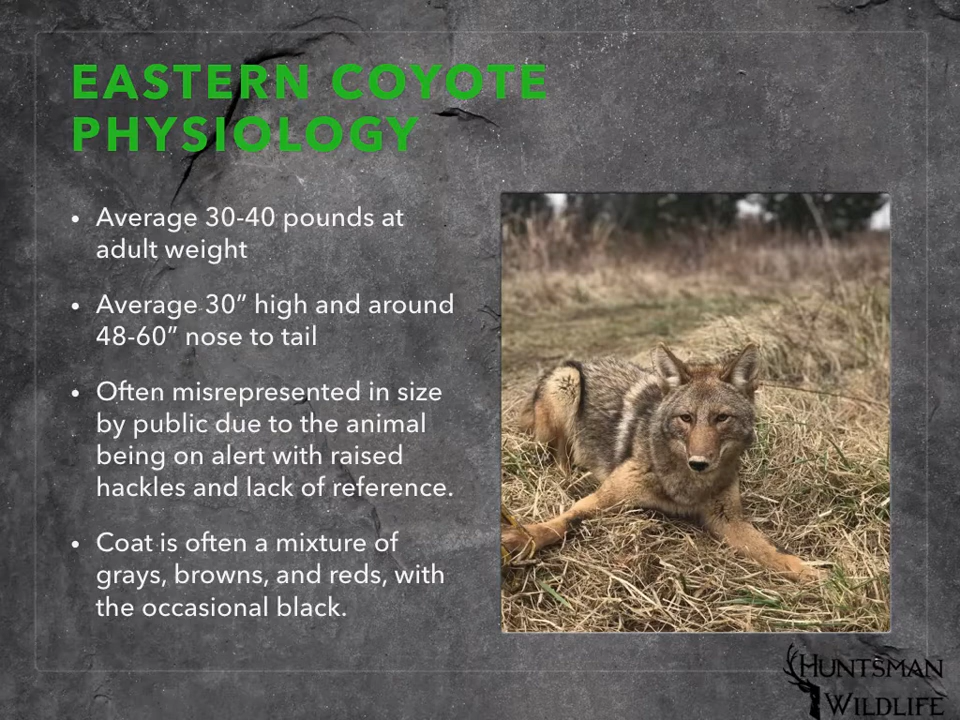 EASTERN COYOTE
PHYSIOLOGY
• Average 30-40 pounds at
adult weight
• Average 30” high and around
48-60” nose to tail
• Often misrepresented in size
by public due to the animal
being on alert with raised
hackles and lack of reference.
• Coat is often a mixture of
grays, browns, and reds, with
the occasional black.
HUNTSMAN
WILDLIFE